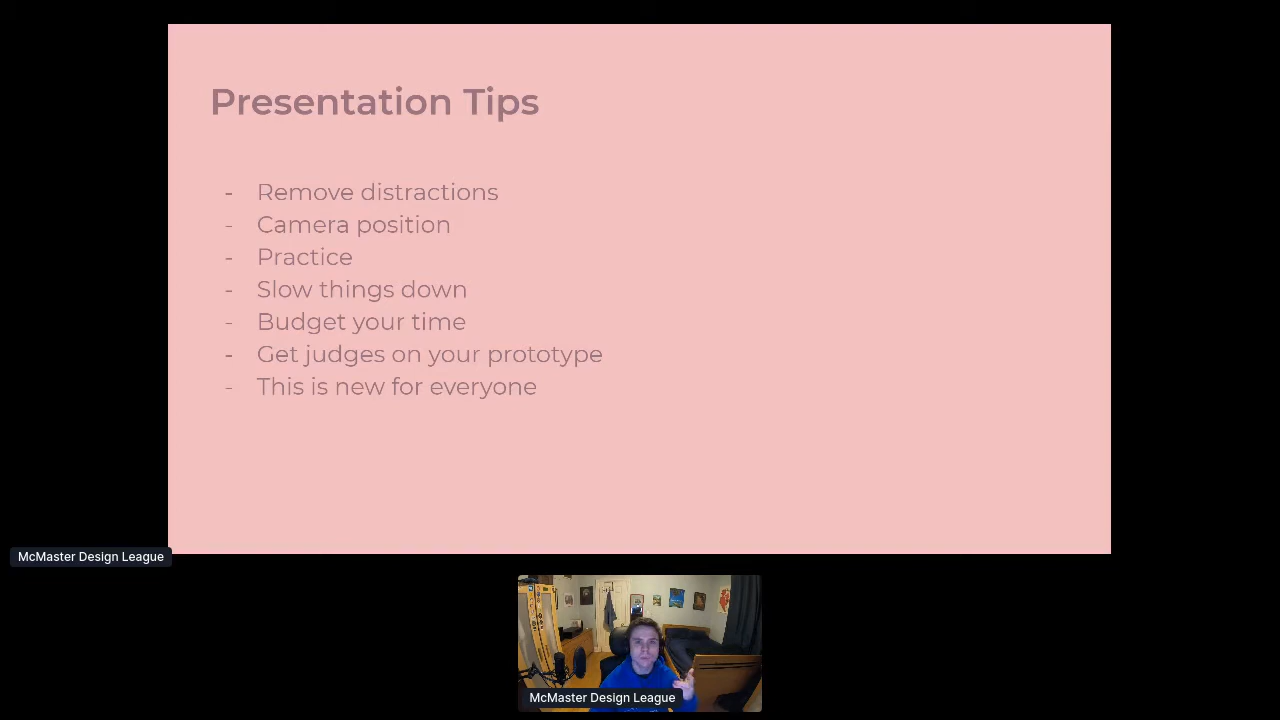 Presentation Tips
- Remove distractions
- Camera position
- Practice
- Slow things down
- Budget your time
- Get judges on your prototype
- This is new for everyone
McMaster Design League
McMaster Design League